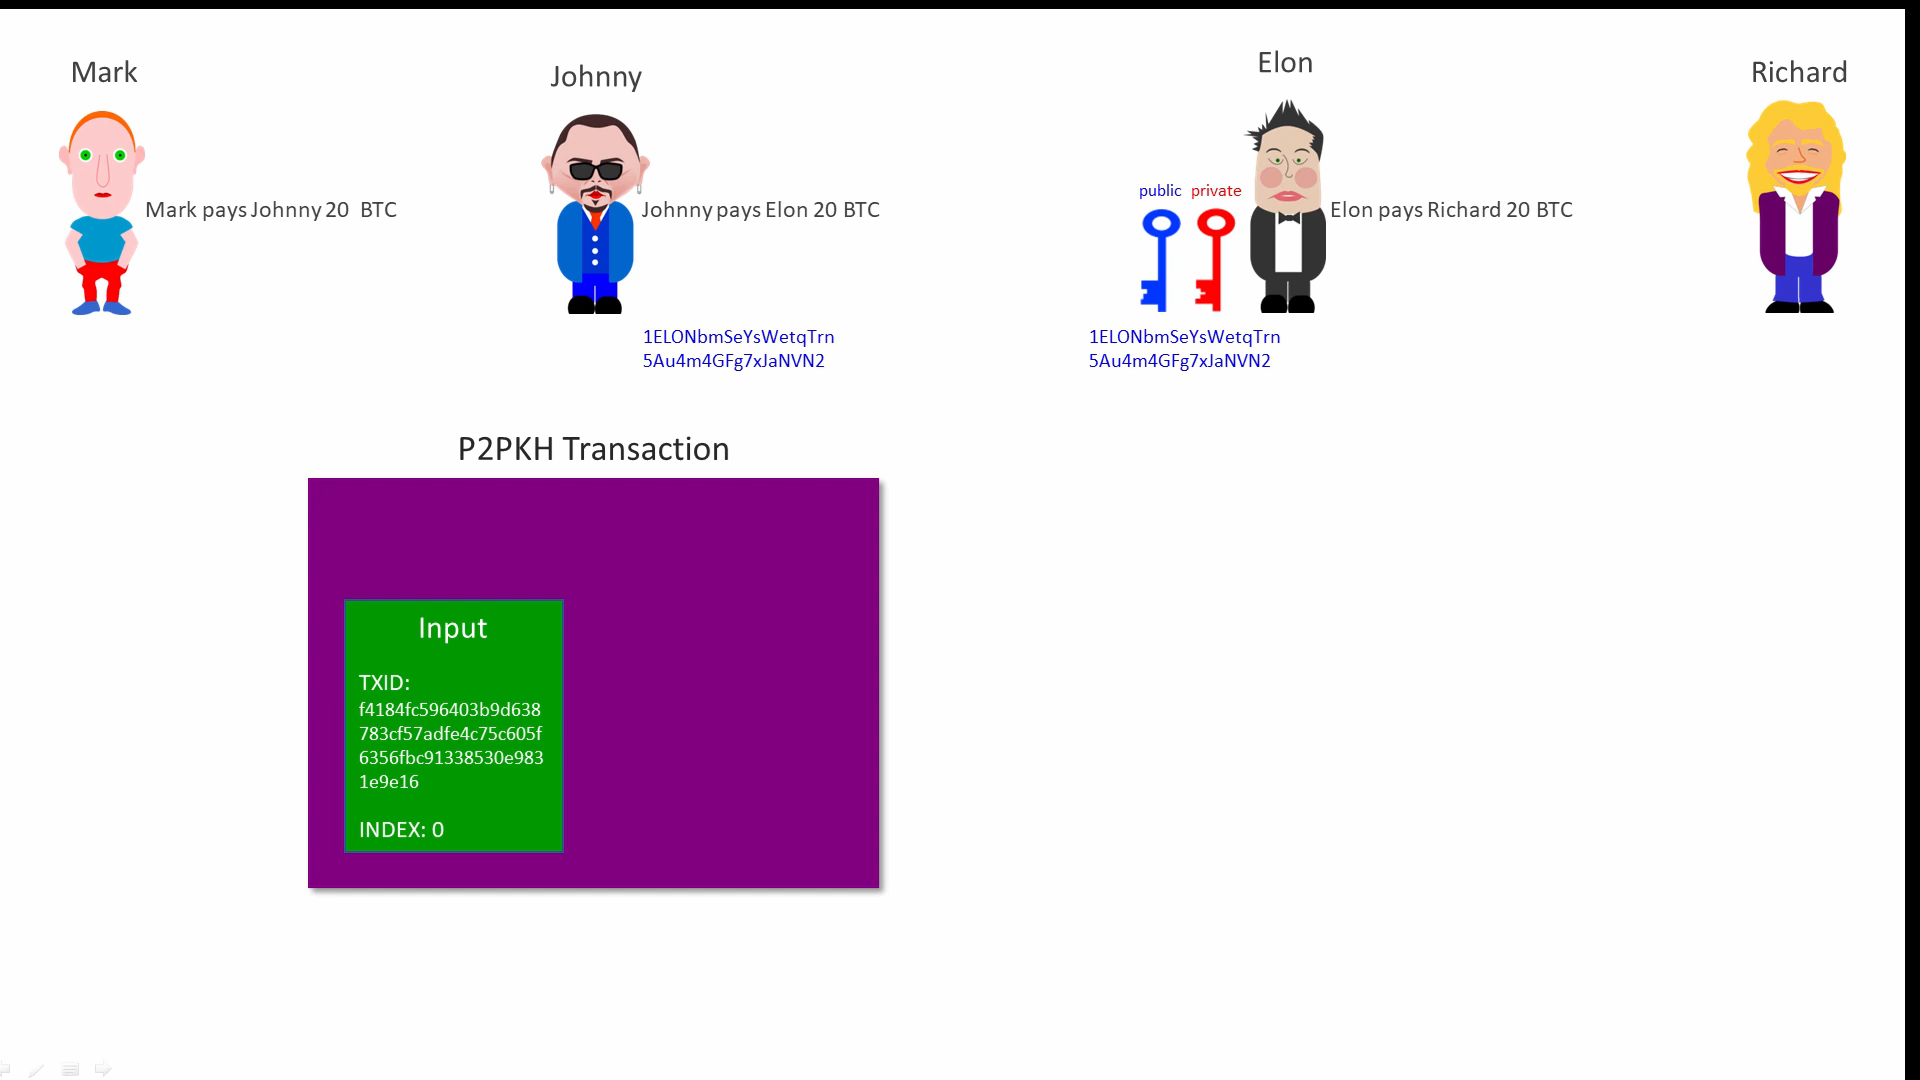 Mark
Johnny
Elon
Richard
public private
Mark pays Johnny 20  BTC
Johnny pays Elon 20 BTC
Elon pays Richard 20 BTC
1ELONbmSeYsWetqTrn
5Au4m4GFg7xJaNVN2
1ELONbmSeYsWetqTrn
5Au4m4GFg7xJaNVN2
P2PKH Transaction
Input
TXID:
f4184fc596403b9d638
783cf57adfe4c75c605f
6356fbc91338530e983
1e9e16
INDEX: 0